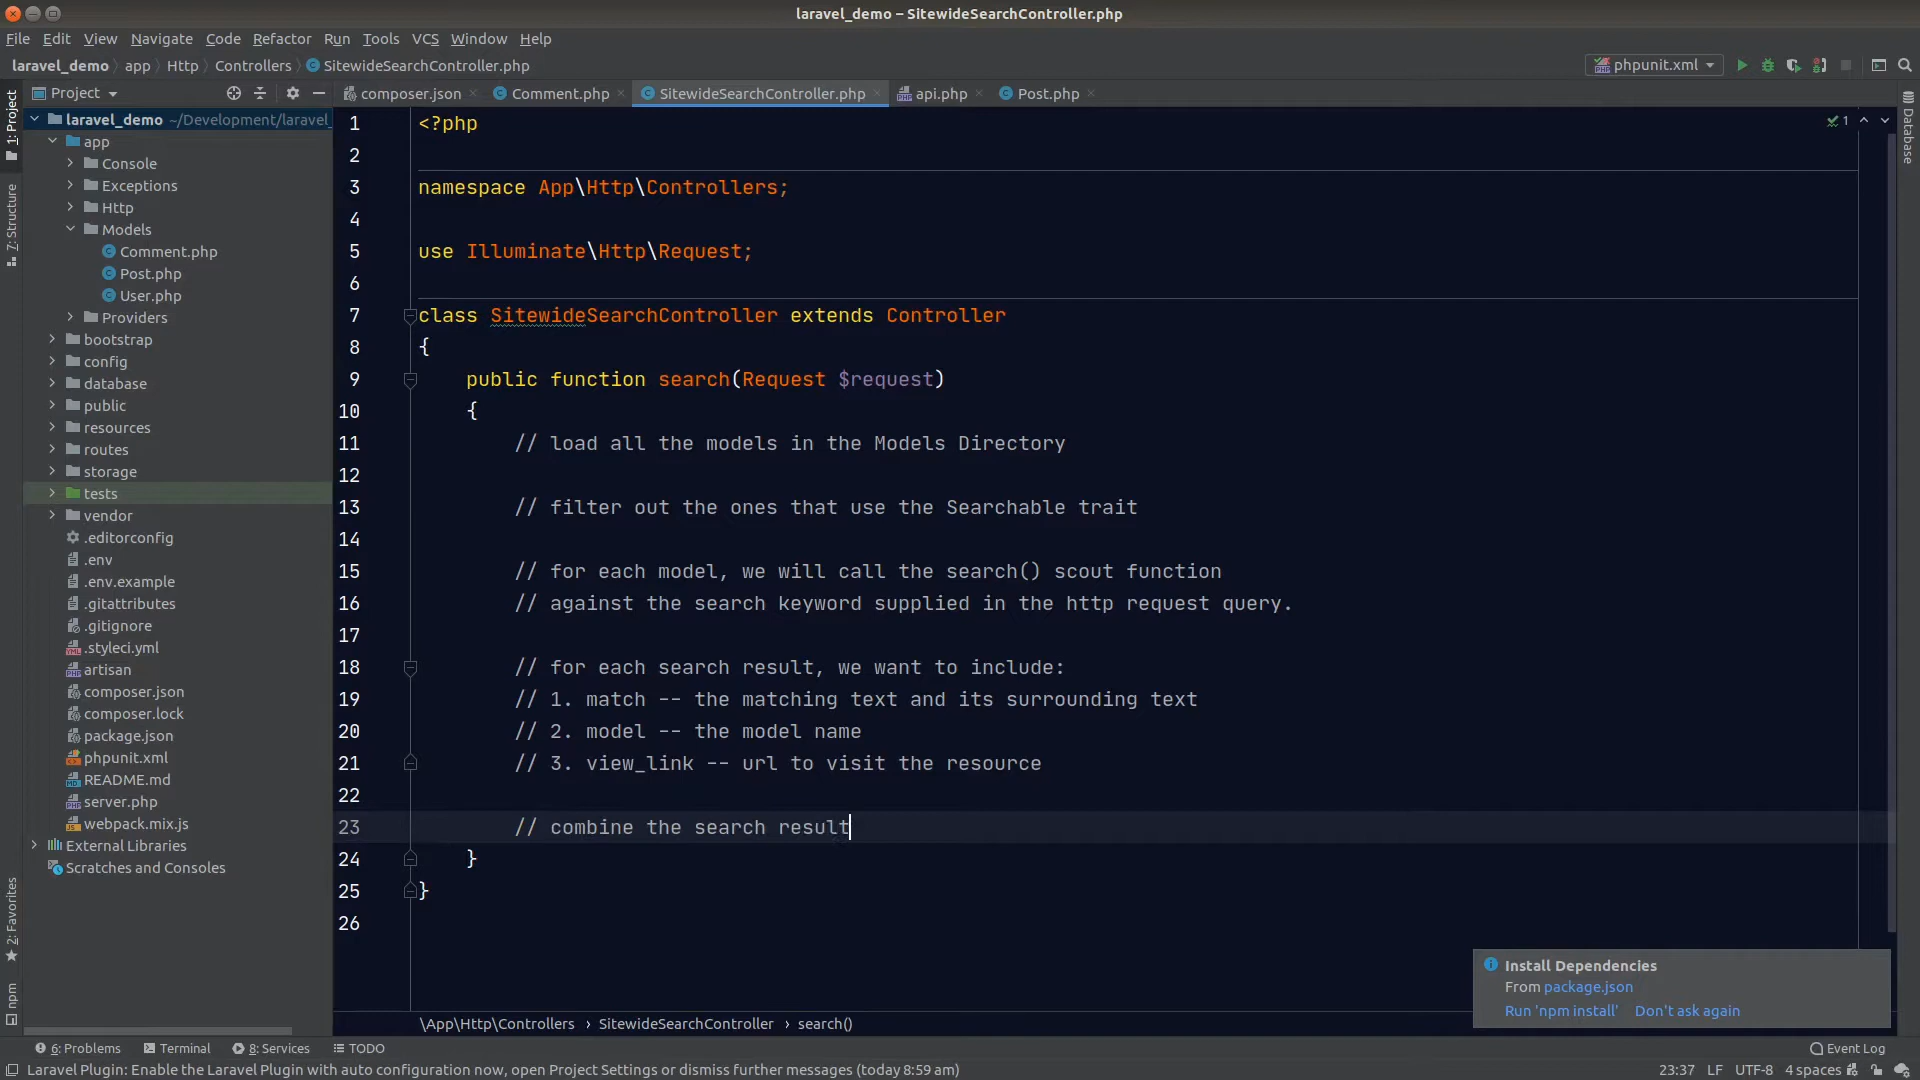 laravel_demo – SitewideSearchController.php
File Edit View Navigate Code Refactor Run Tools VCS Window Help
laravel_demo app Http Controllers SitewideSearchController.php phpunit.xml
Project composer.json Comment.php SitewideSearchController.php api.php Post.php
1: Project
7: Structure
2: Favorites
npm
Database
laravel_demo ~/Development/laravel_
app
Console
Exceptions
Http
Models
Comment.php
Post.php
User.php
Providers
bootstrap
config
database
public
resources
routes
storage
tests
vendor
.editorconfig
.env
.env.example
.gitattributes
.gitignore
.styleci.yml
artisan
composer.json
composer.lock
package.json
phpunit.xml
README.md
server.php
webpack.mix.js
External Libraries
Scratches and Consoles
1 <?php
2
3 namespace App\Http\Controllers;
4
5 use Illuminate\Http\Request;
6
7 class SitewideSearchController extends Controller
8 {
9 public function search(Request $request)
10 {
11 // load all the models in the Models Directory
12
13 // filter out the ones that use the Searchable trait
14
15 // for each model, we will call the search() scout function
16 // against the search keyword supplied in the http request query.
17
18 // for each search result, we want to include:
19 // 1. match -- the matching text and its surrounding text
20 // 2. model -- the model name
21 // 3. view_link -- url to visit the resource
22
23 // combine the search result
24 }
25 }
26
1
Install Dependencies
From package.json
Run 'npm install' Don't ask again
\App\Http\Controllers › SitewideSearchController › search()
6: Problems Terminal 8: Services TODO Event Log
Laravel Plugin: Enable the Laravel Plugin with auto configuration now, open Project Settings or dismiss further messages (today 8:59 am) 23:37 LF UTF-8 4 spaces